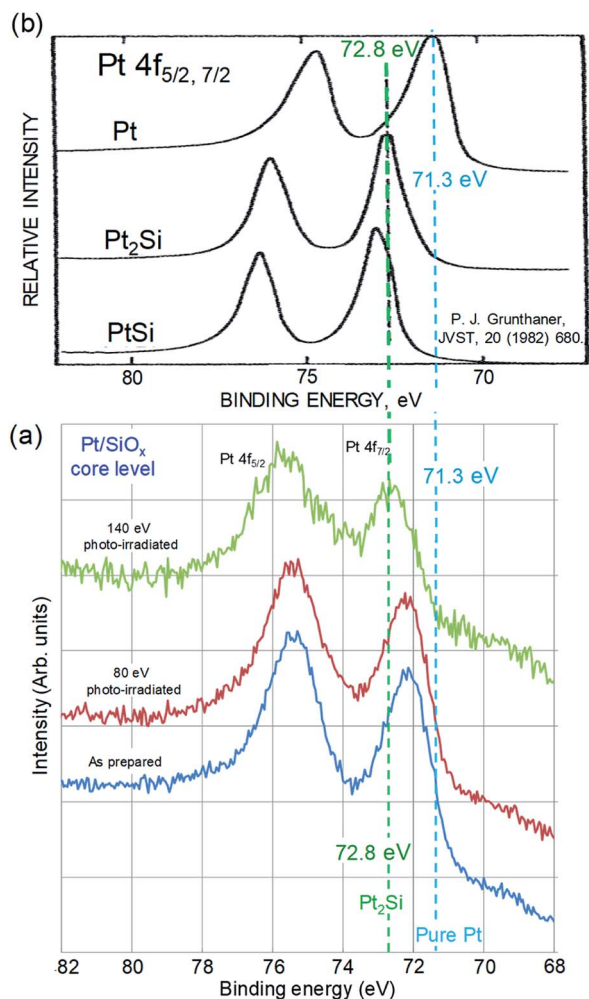 (b)
72.8 eV
Pt 4f5/2, 7/2
Pt
71.3 eV
Pt2Si
PtSi
P. J. Grunthaner,
JVST, 20 (1982) 680.
RELATIVE INTENSITY
80
75
70
BINDING ENERGY, eV
(a)
Pt/SiOx
core level
Pt 4f5/2
Pt 4f7/2
71.3 eV
140 eV
photo-irradiated
80 eV
photo-irradiated
As prepared
Intensity (Arb. units)
72.8 eV
Pt2Si
Pure Pt
82
80
78
76
74
72
70
68
Binding energy (eV)